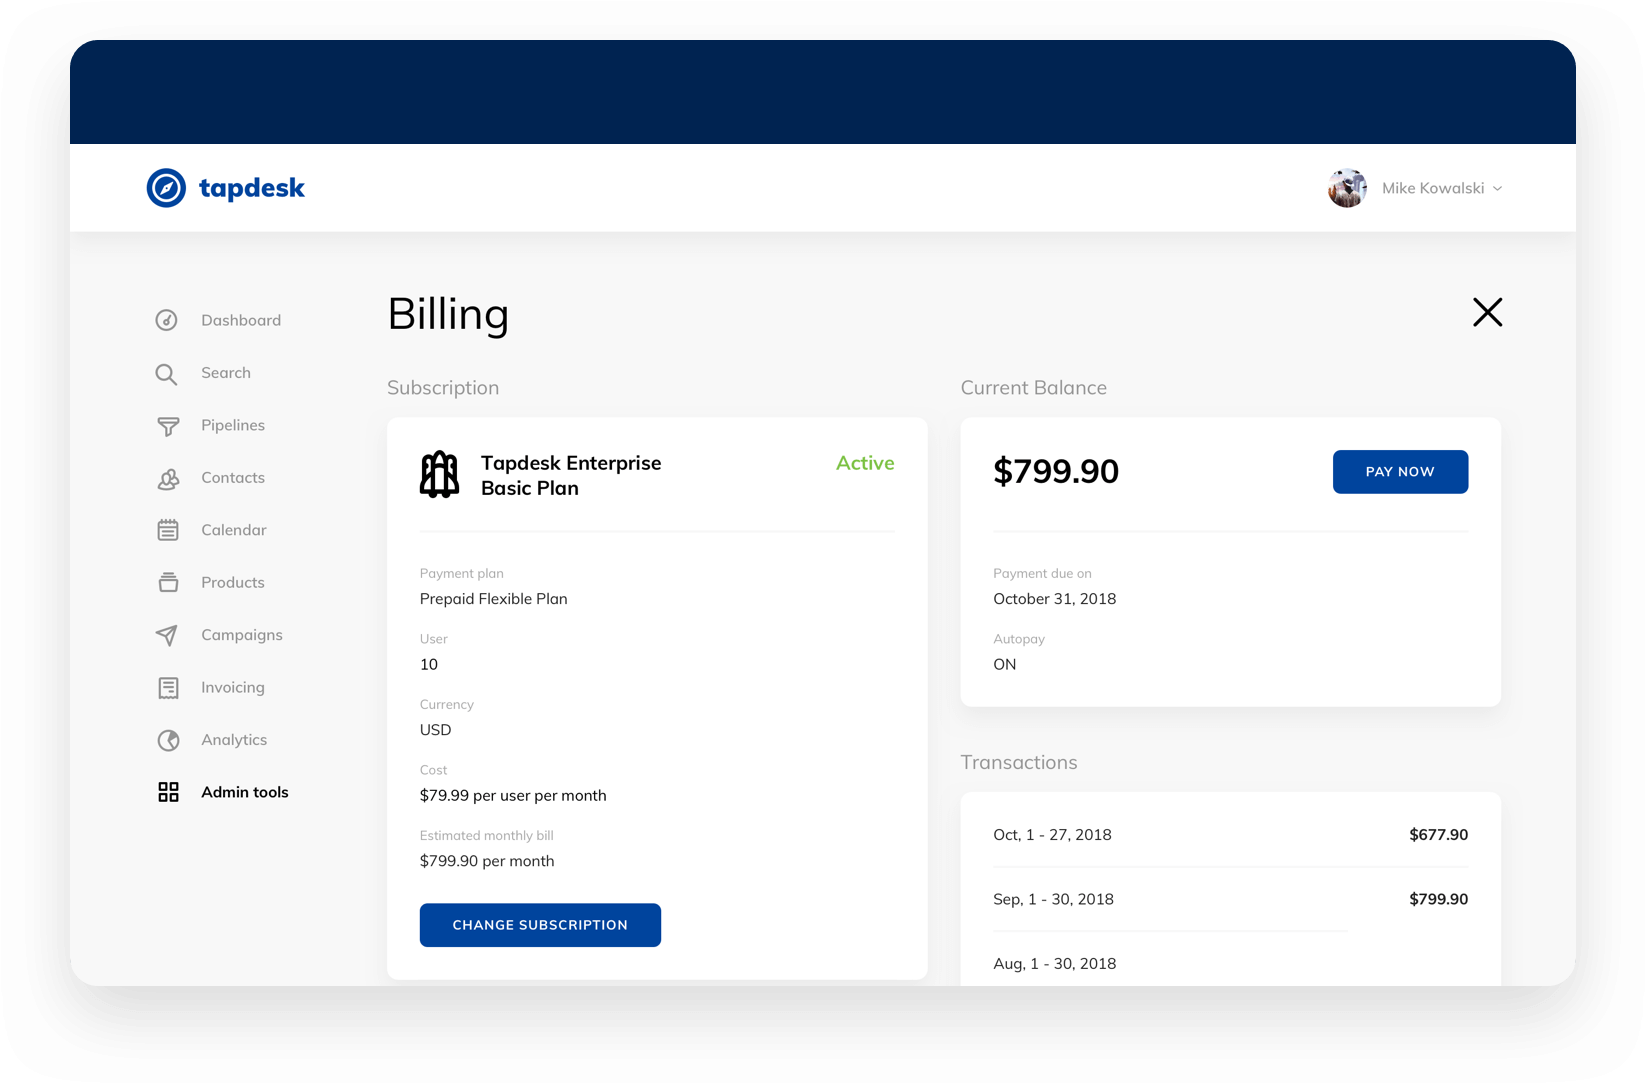 tapdesk
Mike Kowalski
Dashboard
Search
Pipelines
Contacts
Calendar
Products
Campaigns
Invoicing
Analytics
Admin tools
Billing
Subscription
Tapdesk Enterprise
Basic Plan
Active
Payment plan
Prepaid Flexible Plan
User
10
Currency
USD
Cost
$79.99 per user per month
Estimated monthly bill
$799.90 per month
CHANGE SUBSCRIPTION
Current Balance
$799.90
PAY NOW
Payment due on
October 31, 2018
Autopay
ON
Transactions
Oct, 1 - 27, 2018 $677.90
Sep, 1 - 30, 2018 $799.90
Aug, 1 - 30, 2018